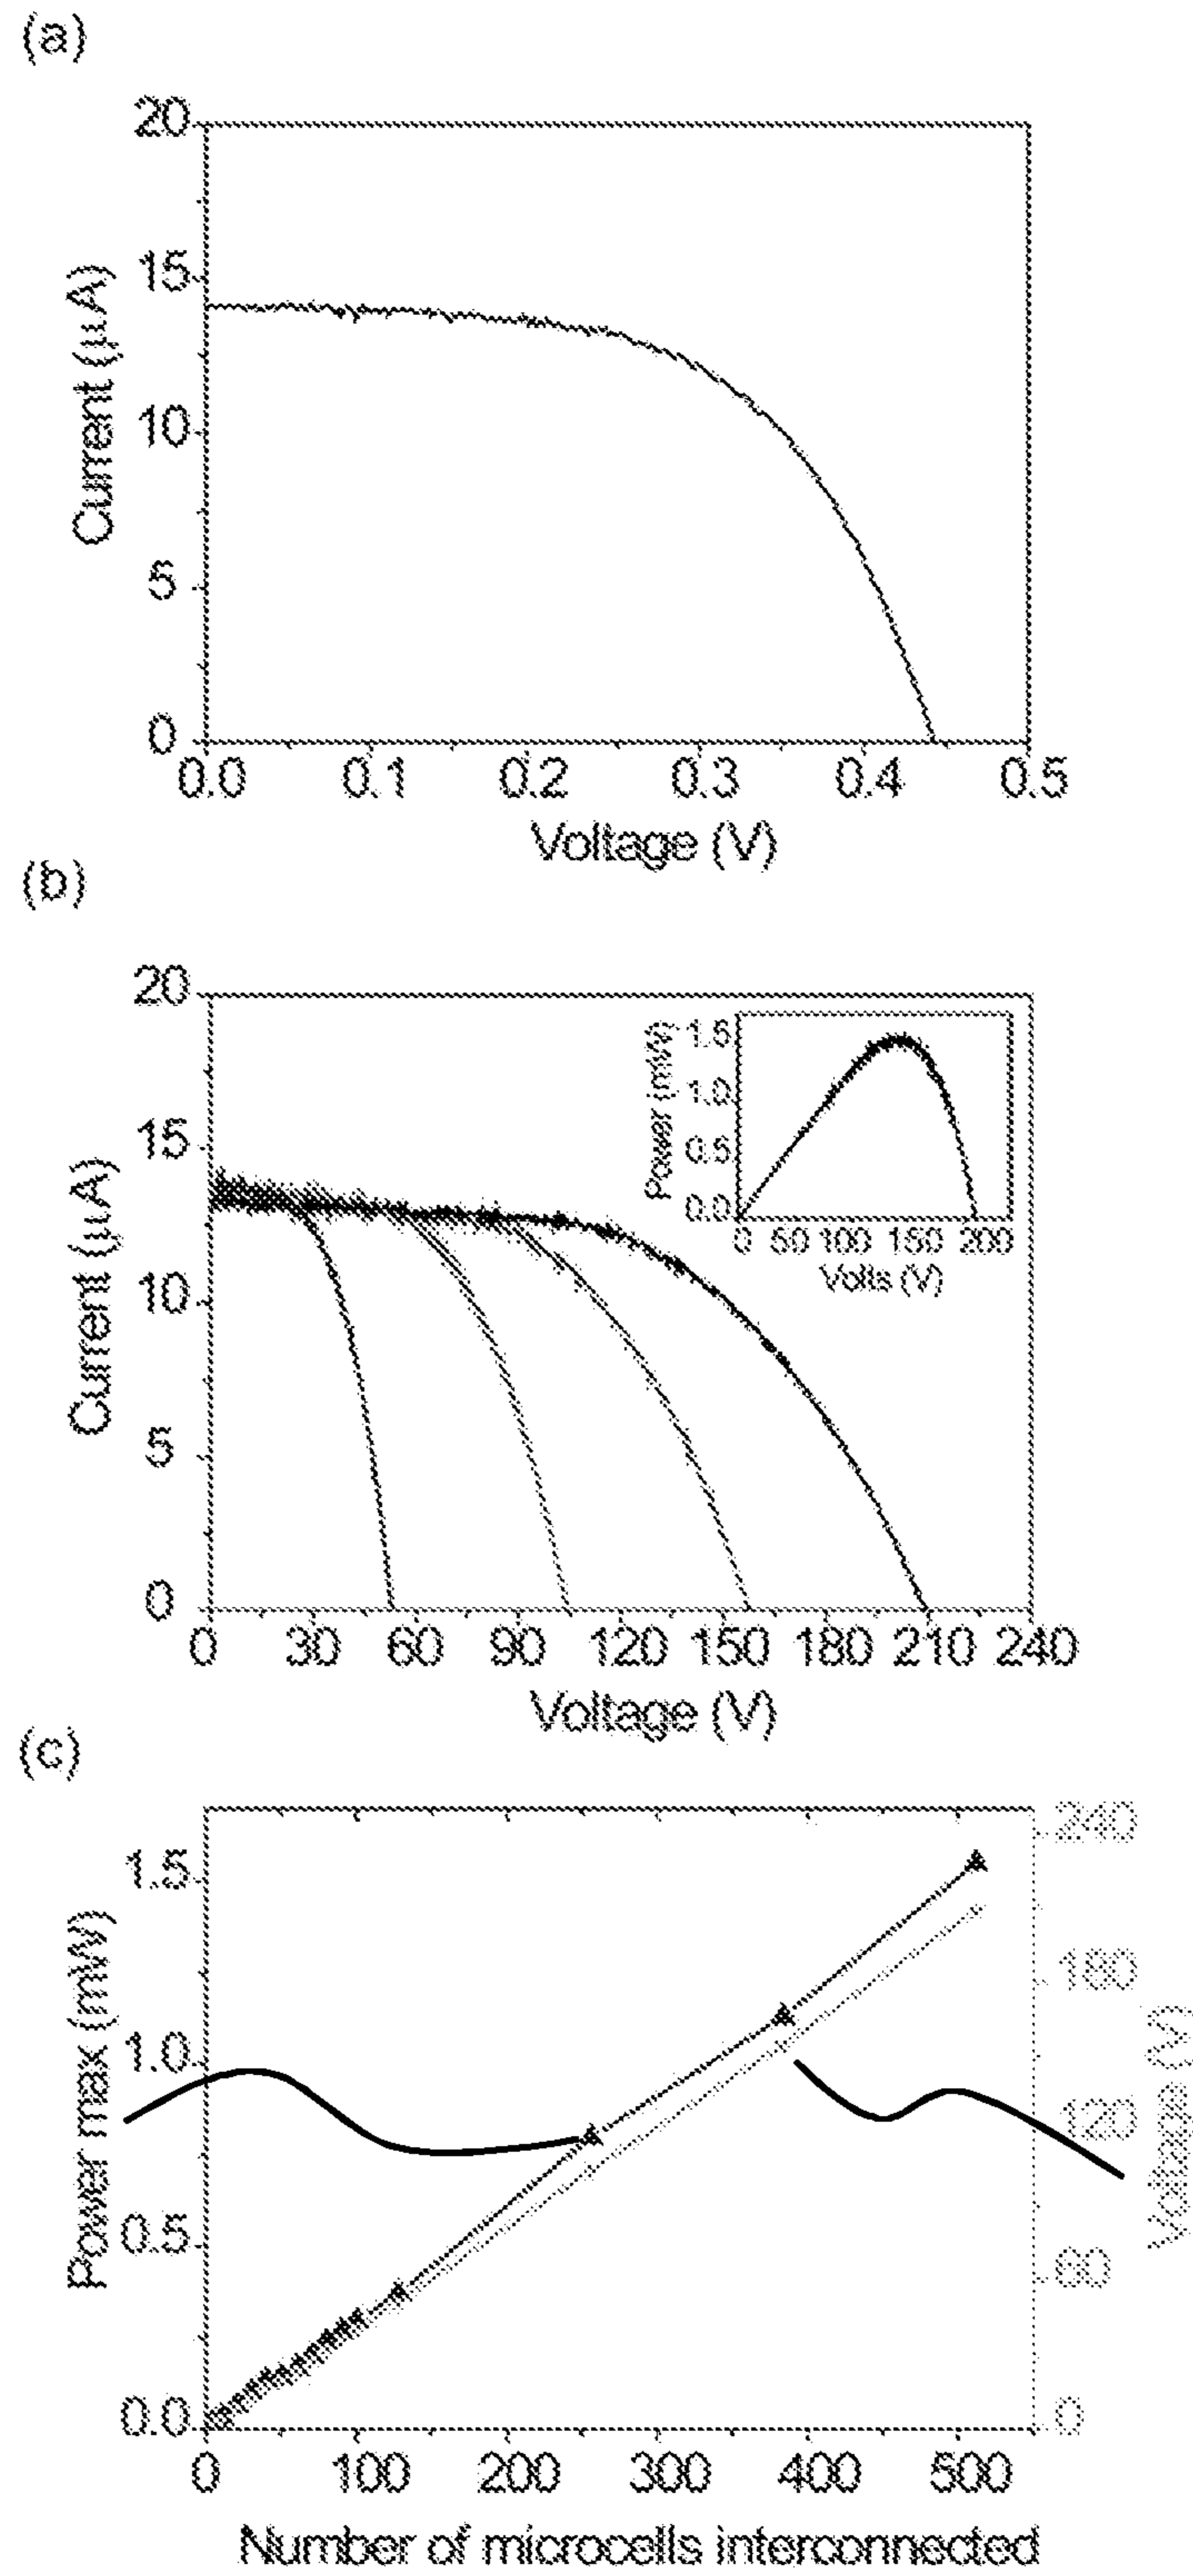 (a)
20
15
10
5
0
Current (μA)
0.0 0.1 0.2 0.3 0.4 0.5
Voltage (V)
(b)
20
15
10
5
0
Current (μA)
1.5
1.0
0.5
0.0
Power (mW)
0 50 100 150 200
Volts (V)
0 30 60 90 120 150 180 210 240
Voltage (V)
(c)
1.5
1.0
0.5
0.0
Power max (mW)
240
180
120
60
0
Voltage (V)
0 100 200 300 400 500
Number of microcells interconnected